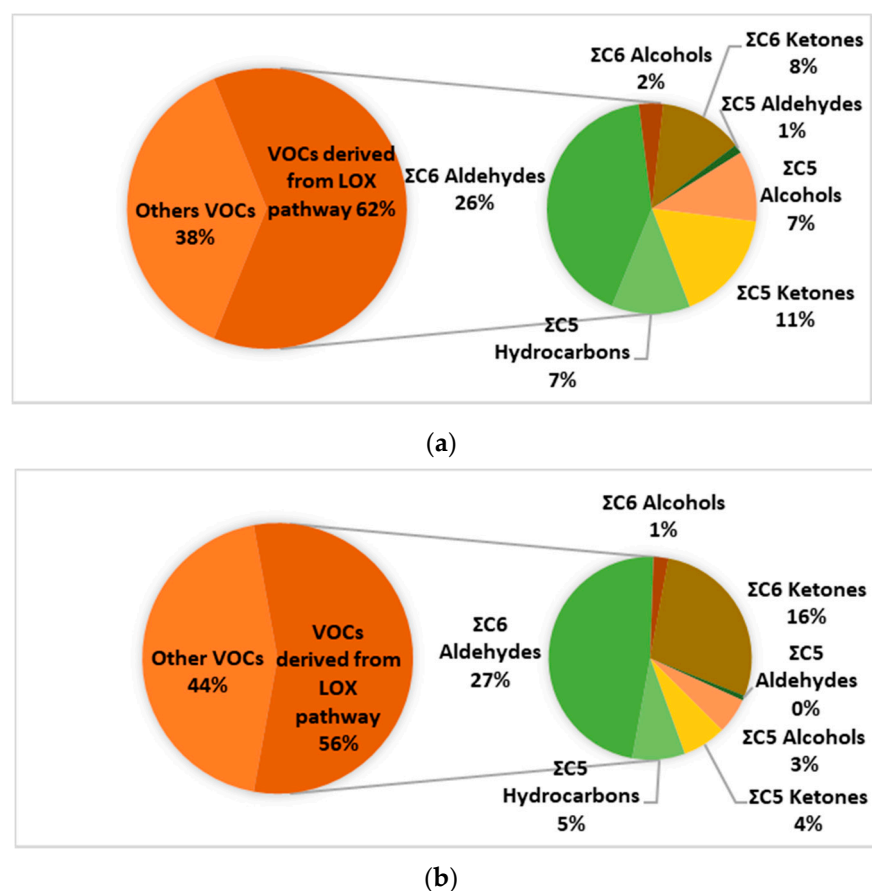 ΣC6 Alcohols
2%
ΣC6 Ketones
8%
ΣC5 Aldehydes
1%
ΣC5
Alcohols
7%
ΣC5 Ketones
11%
ΣC5
Hydrocarbons
7%
ΣC6 Aldehydes
26%
VOCs derived
from LOX
pathway 62%
Others VOCs
38%
(a)
ΣC6 Alcohols
1%
ΣC6 Ketones
16%
ΣC5
Aldehydes
0%
ΣC5 Alcohols
3%
ΣC5 Ketones
4%
ΣC5
Hydrocarbons
5%
ΣC6
Aldehydes
27%
VOCs
derived from
LOX
pathway
56%
Other VOCs
44%
(b)